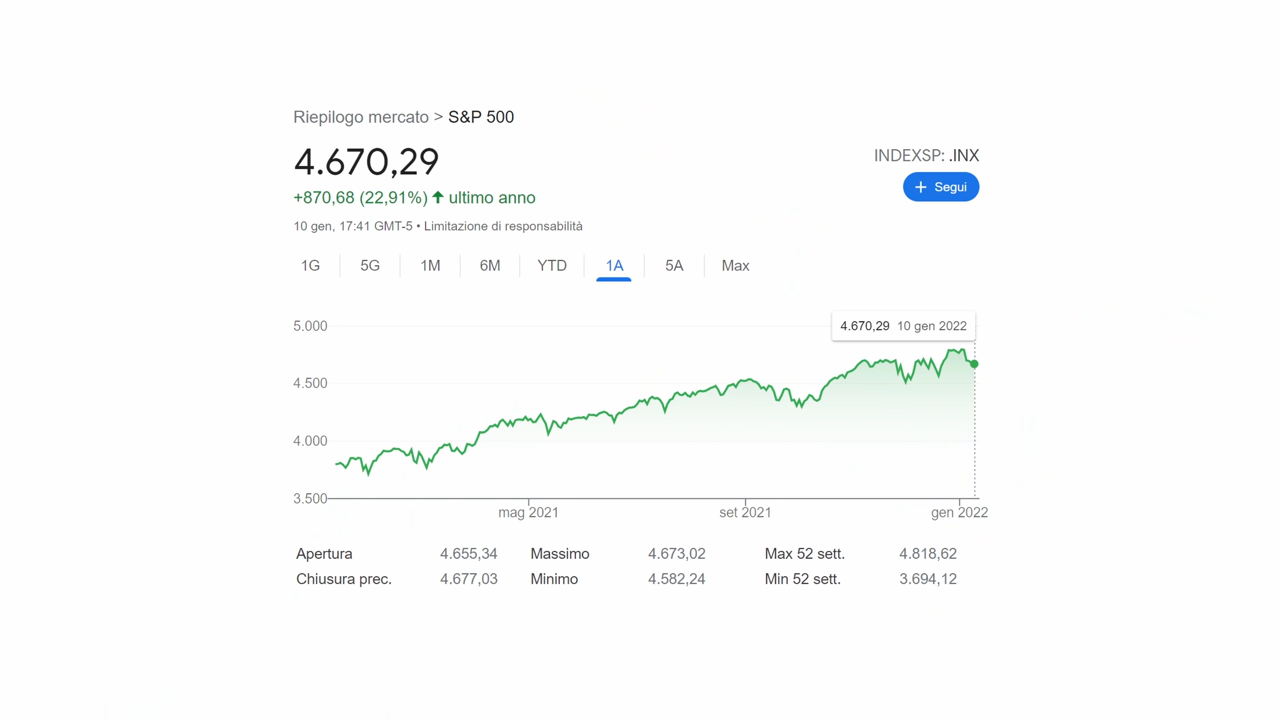 Riepilogo mercato > S&P 500
4.670,29
INDEXSP: .INX
+870,68 (22,91%) ↑ ultimo anno
+ Segui
10 gen, 17:41 GMT-5 • Limitazione di responsabilità
1G 5G 1M 6M YTD 1A 5A Max
4.670,29 10 gen 2022
5.000
4.500
4.000
3.500
mag 2021 set 2021 gen 2022
Apertura 4.655,34 Massimo 4.673,02 Max 52 sett. 4.818,62
Chiusura prec. 4.677,03 Minimo 4.582,24 Min 52 sett. 3.694,12